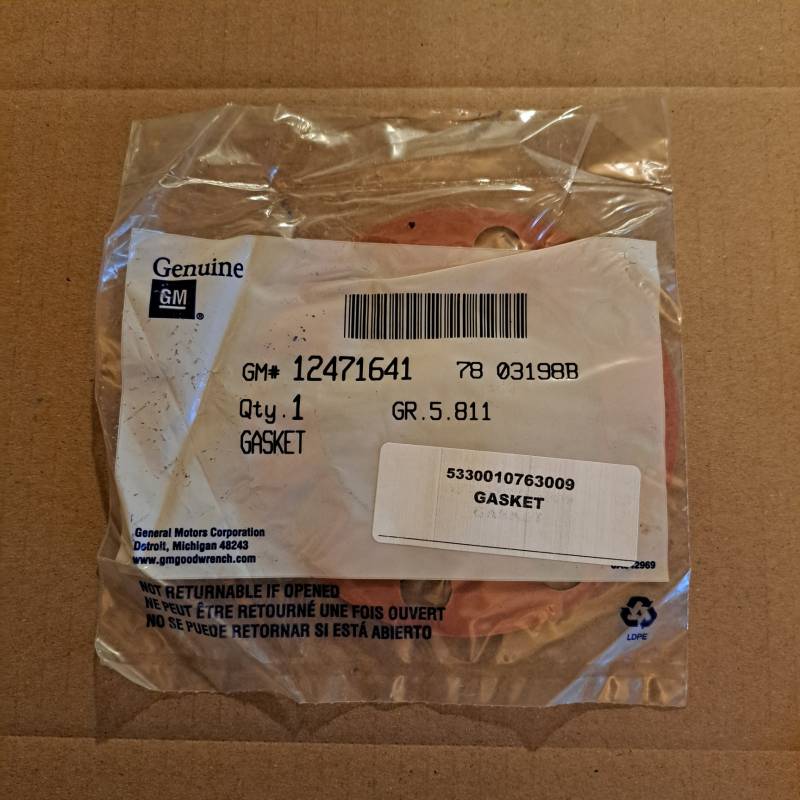 Genuine
GM
®
GM# 12471641 78 03198B
Qty.1 GR.5.811
GASKET
5330010763009
GASKET
General Motors Corporation
Detroit, Michigan 48243
www.gmgoodwrench.com
NOT RETURNABLE IF OPENED
NE PEUT ÊTRE RETOURNÉ UNE FOIS OUVERT
NO SE PUEDE RETORNAR SI ESTÁ ABIERTO
4
LDPE